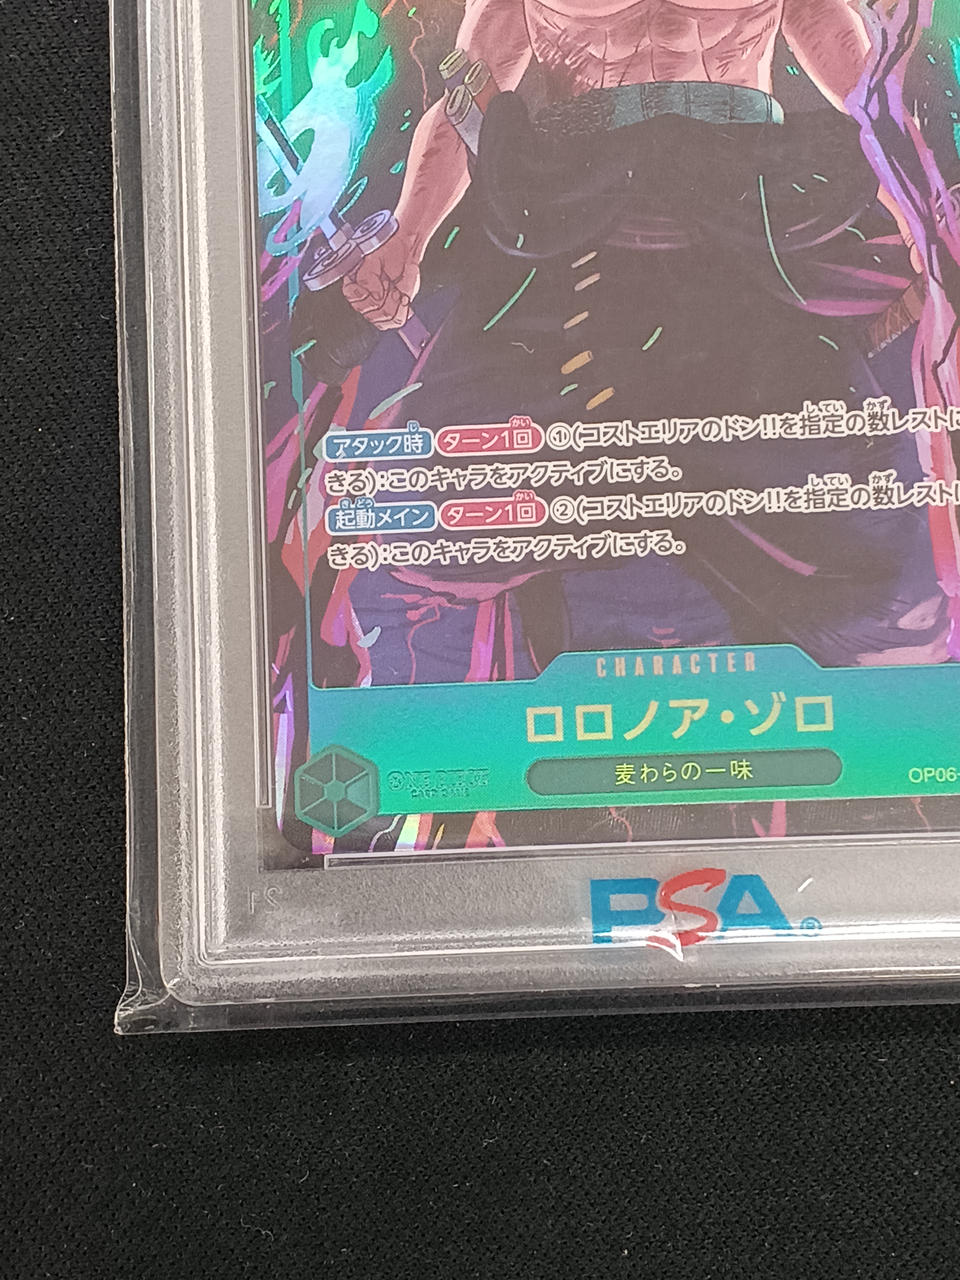 アタック時 ターン1回 ①(コストエリアのドン!!を指定の数レストに
きる):このキャラをアクティブにする。
起動メイン ターン1回 ②(コストエリアのドン!!を指定の数レスト
きる):このキャラをアクティブにする。
CHARACTER
ロロノア・ゾロ
麦わらの一味
OP06-
ONE PIECE
CARD GAME
PSA®